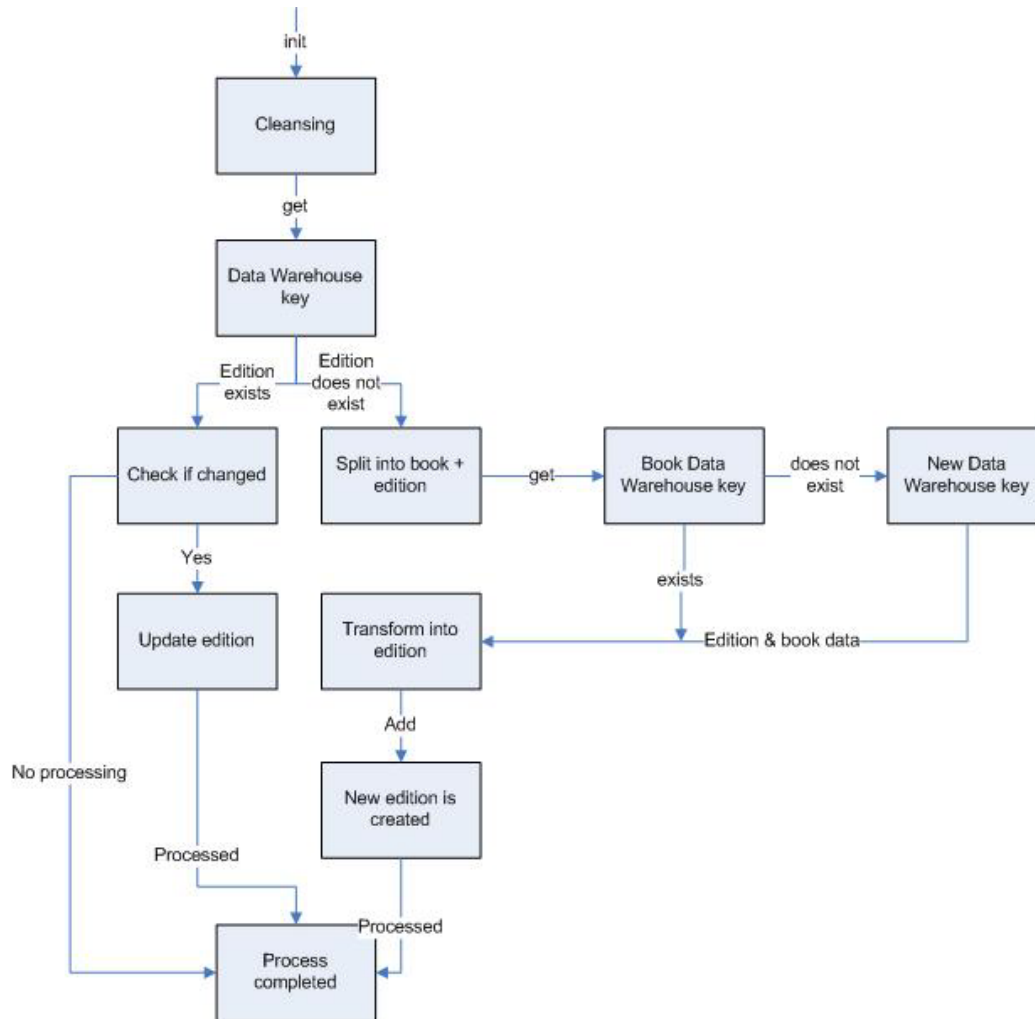 init
Cleansing
get
Data Warehouse
key
Edition
exists
Edition
does not
exist
Check if changed
Split into book +
edition
get
Book Data
Warehouse key
does not
exist
New Data
Warehouse key
Yes
exists
Update edition
Transform into
edition
Edition & book data
Add
No processing
New edition is
created
Processed
Processed
Process
completed